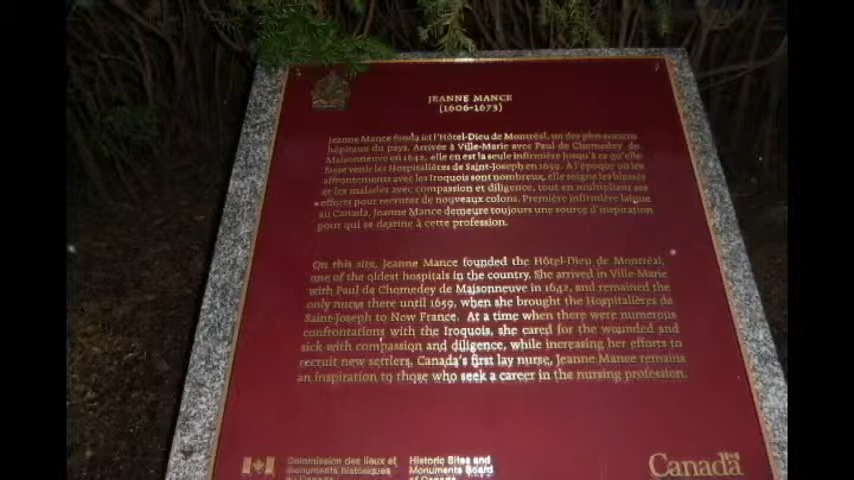 JEANNE MANCE
(1606-1673)
Jeanne Mance fonda ici l'Hôtel-Dieu de Montréal, un des plus anciens
hôpitaux du pays. Arrivée à Ville-Marie avec Paul de Chomedey de
Maisonneuve en 1642, elle en est la seule infirmière jusqu'à ce qu'elle
fasse venir les Hospitalières de Saint-Joseph en 1659. À l'époque où les
affrontements avec les Iroquois sont nombreux, elle soigne les blessés
et les malades avec compassion et diligence, tout en multipliant ses
efforts pour recruter de nouveaux colons. Première infirmière laïque
au Canada, Jeanne Mance demeure toujours une source d'inspiration
pour qui se destine à cette profession.
On this site, Jeanne Mance founded the Hôtel-Dieu de Montréal,
one of the oldest hospitals in the country. She arrived in Ville-Marie
with Paul de Chomedey de Maisonneuve in 1642, and remained the
only nurse there until 1659, when she brought the Hospitalières de
Saint-Joseph to New France. At a time when there were numerous
confrontations with the Iroquois, she cared for the wounded and
sick with compassion and diligence, while increasing her efforts to
recruit new settlers. Canada's first lay nurse, Jeanne Mance remains
an inspiration to those who seek a career in the nursing profession.
Commission des lieux et
monuments historiques
du Canada
Historic Sites and
Monuments Board
of Canada
Canada